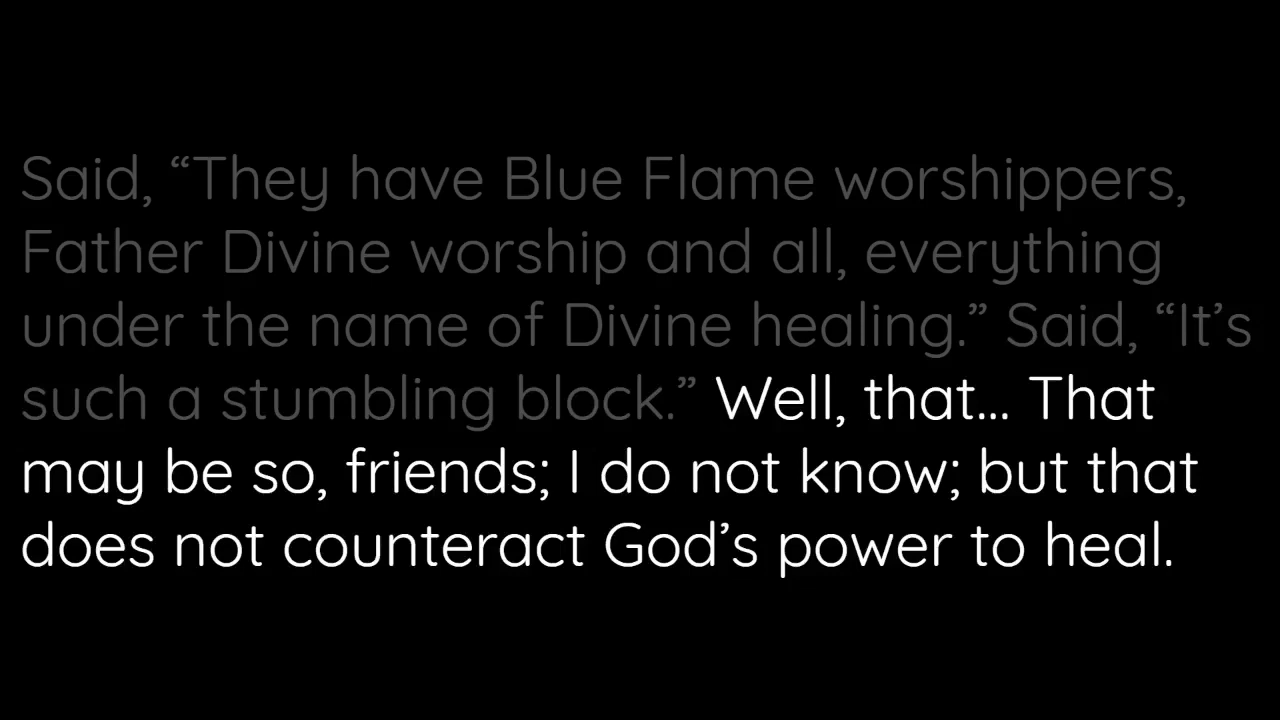 Said, “They have Blue Flame worshippers,
Father Divine worship and all, everything
under the name of Divine healing.” Said, “It’s
such a stumbling block.” Well, that... That
may be so, friends; I do not know; but that
does not counteract God’s power to heal.